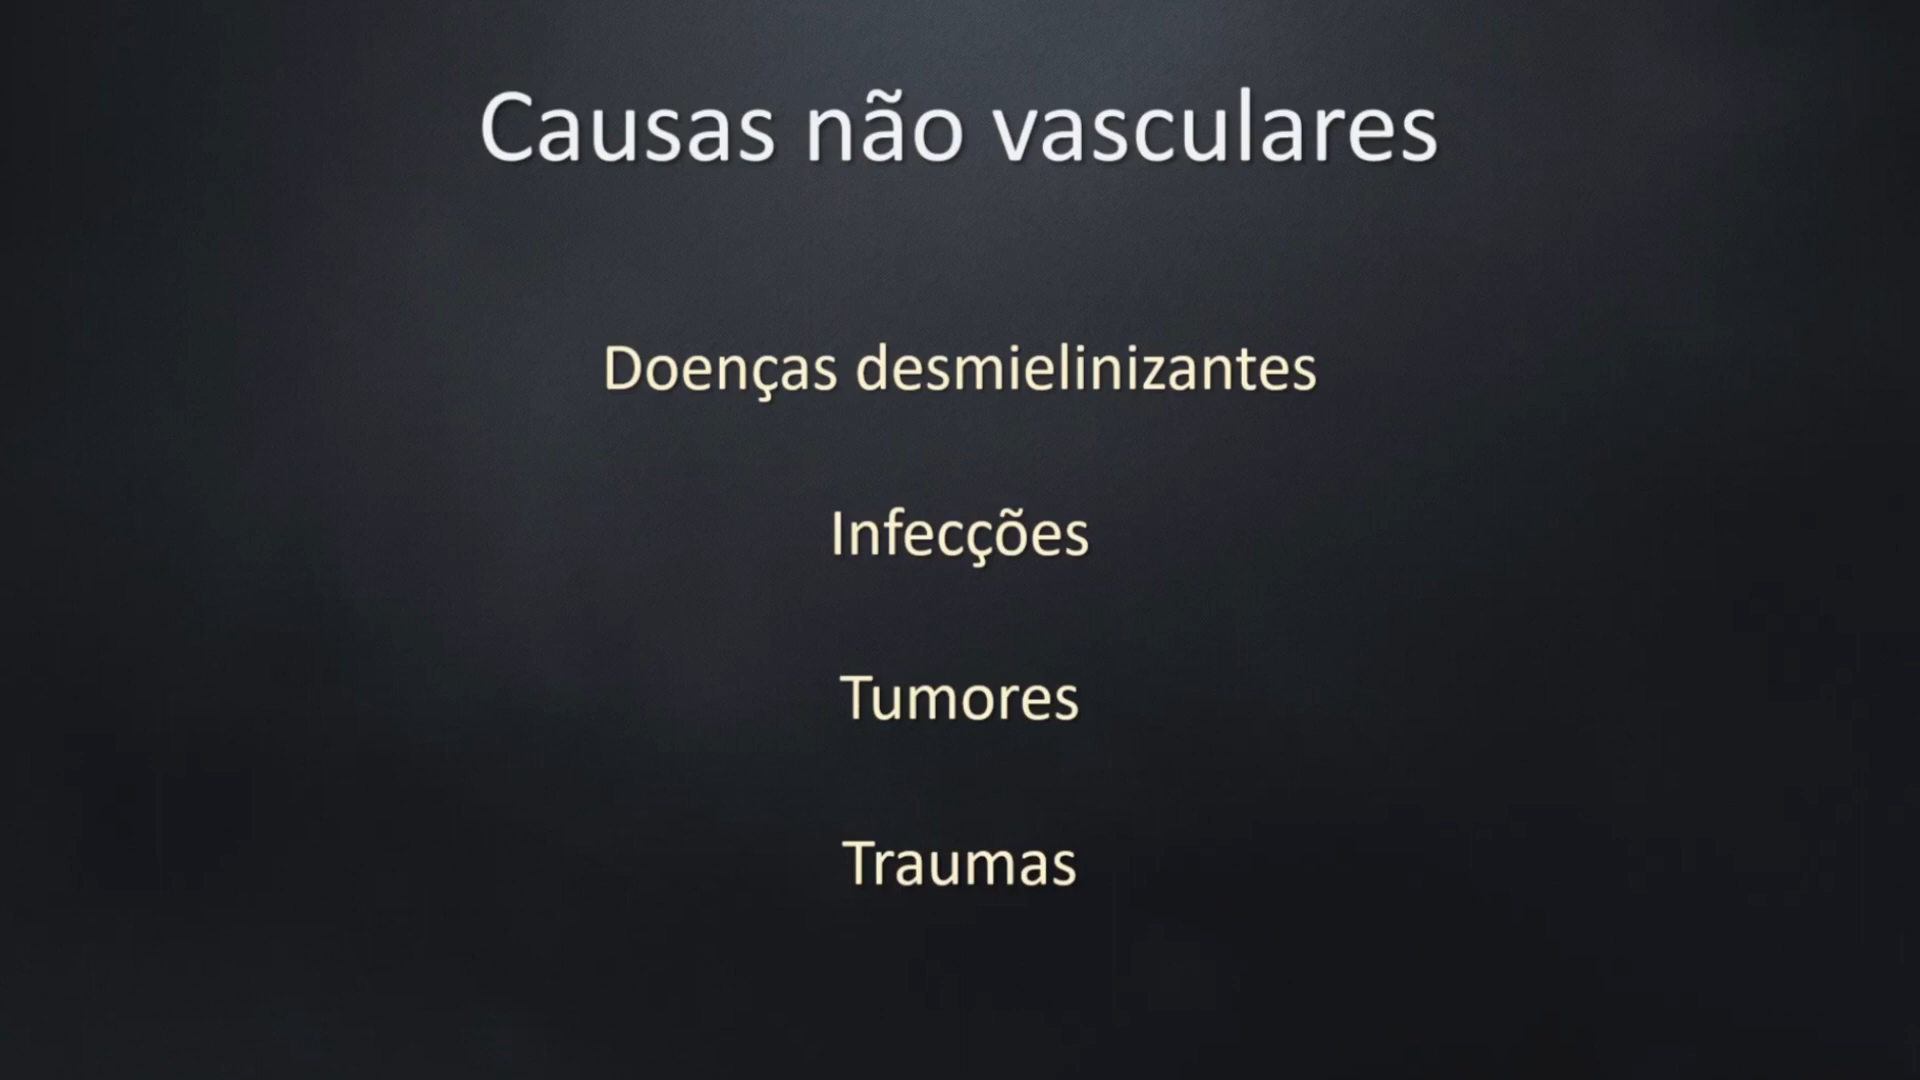 Causas não vasculares
Doenças desmielinizantes
Infecções
Tumores
Traumas